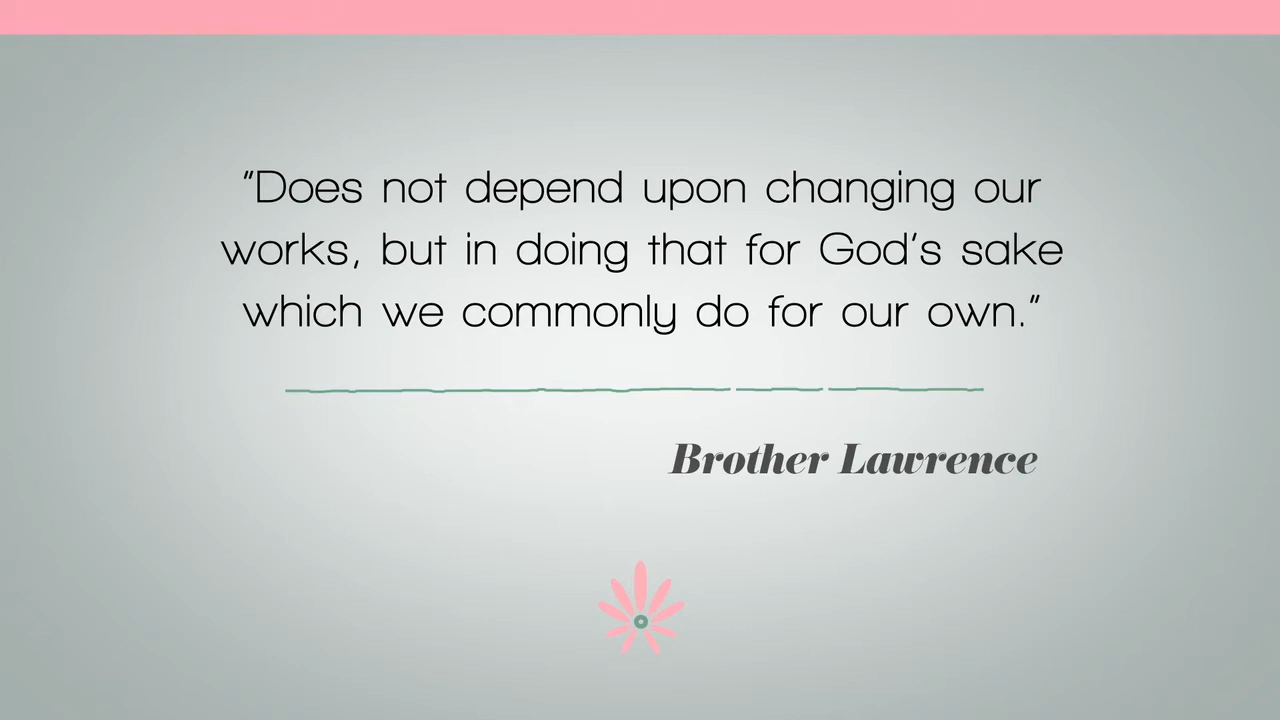 "Does not depend upon changing our
works, but in doing that for God's sake
which we commonly do for our own."
Brother Lawrence